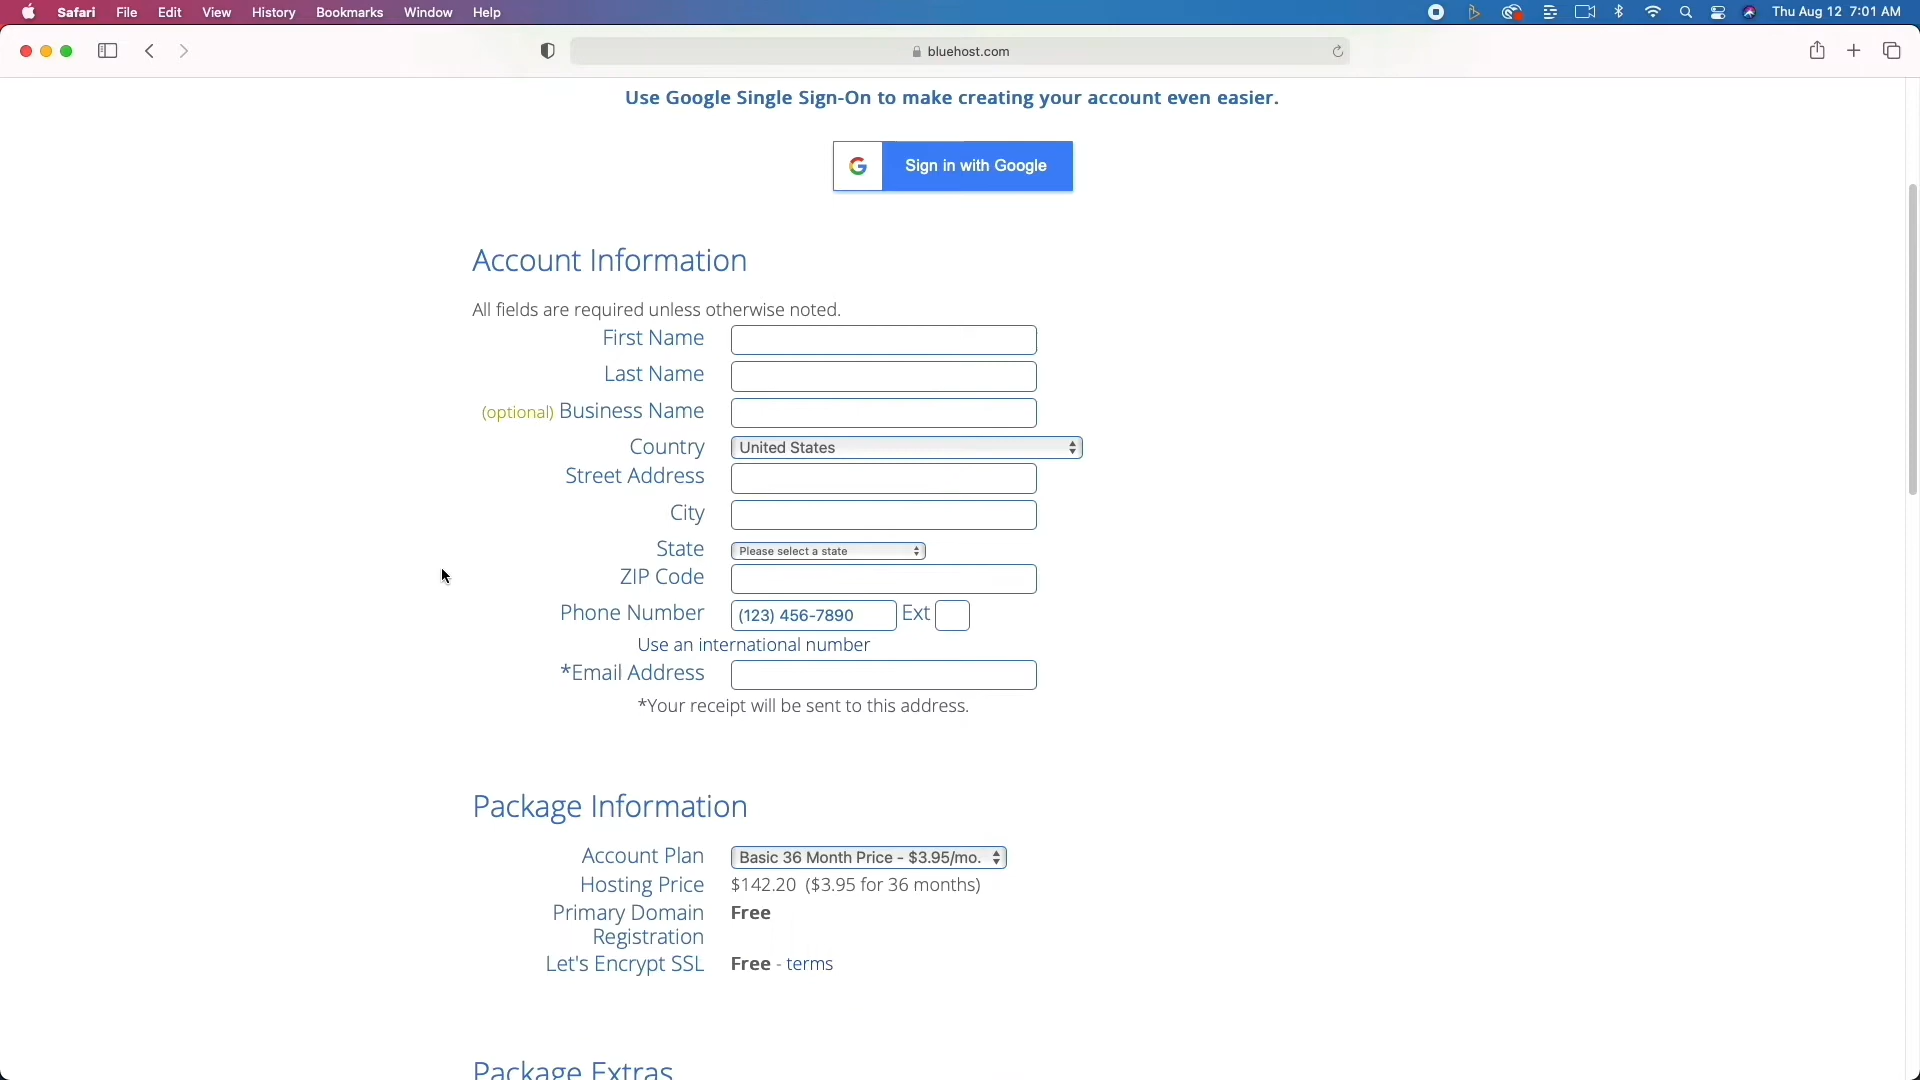 Safari File Edit View History Bookmarks Window Help Thu Aug 12 7:01 AM
bluehost.com
Use Google Single Sign-On to make creating your account even easier.
G Sign in with Google
Account Information
All fields are required unless otherwise noted.
First Name
Last Name
(optional) Business Name
Country United States
Street Address
City
State Please select a state
ZIP Code
Phone Number (123) 456-7890 Ext
Use an international number
*Email Address
*Your receipt will be sent to this address.
Package Information
Account Plan Basic 36 Month Price - $3.95/mo.
Hosting Price $142.20 ($3.95 for 36 months)
Primary Domain Free
Registration
Let's Encrypt SSL Free - terms
Package Extras